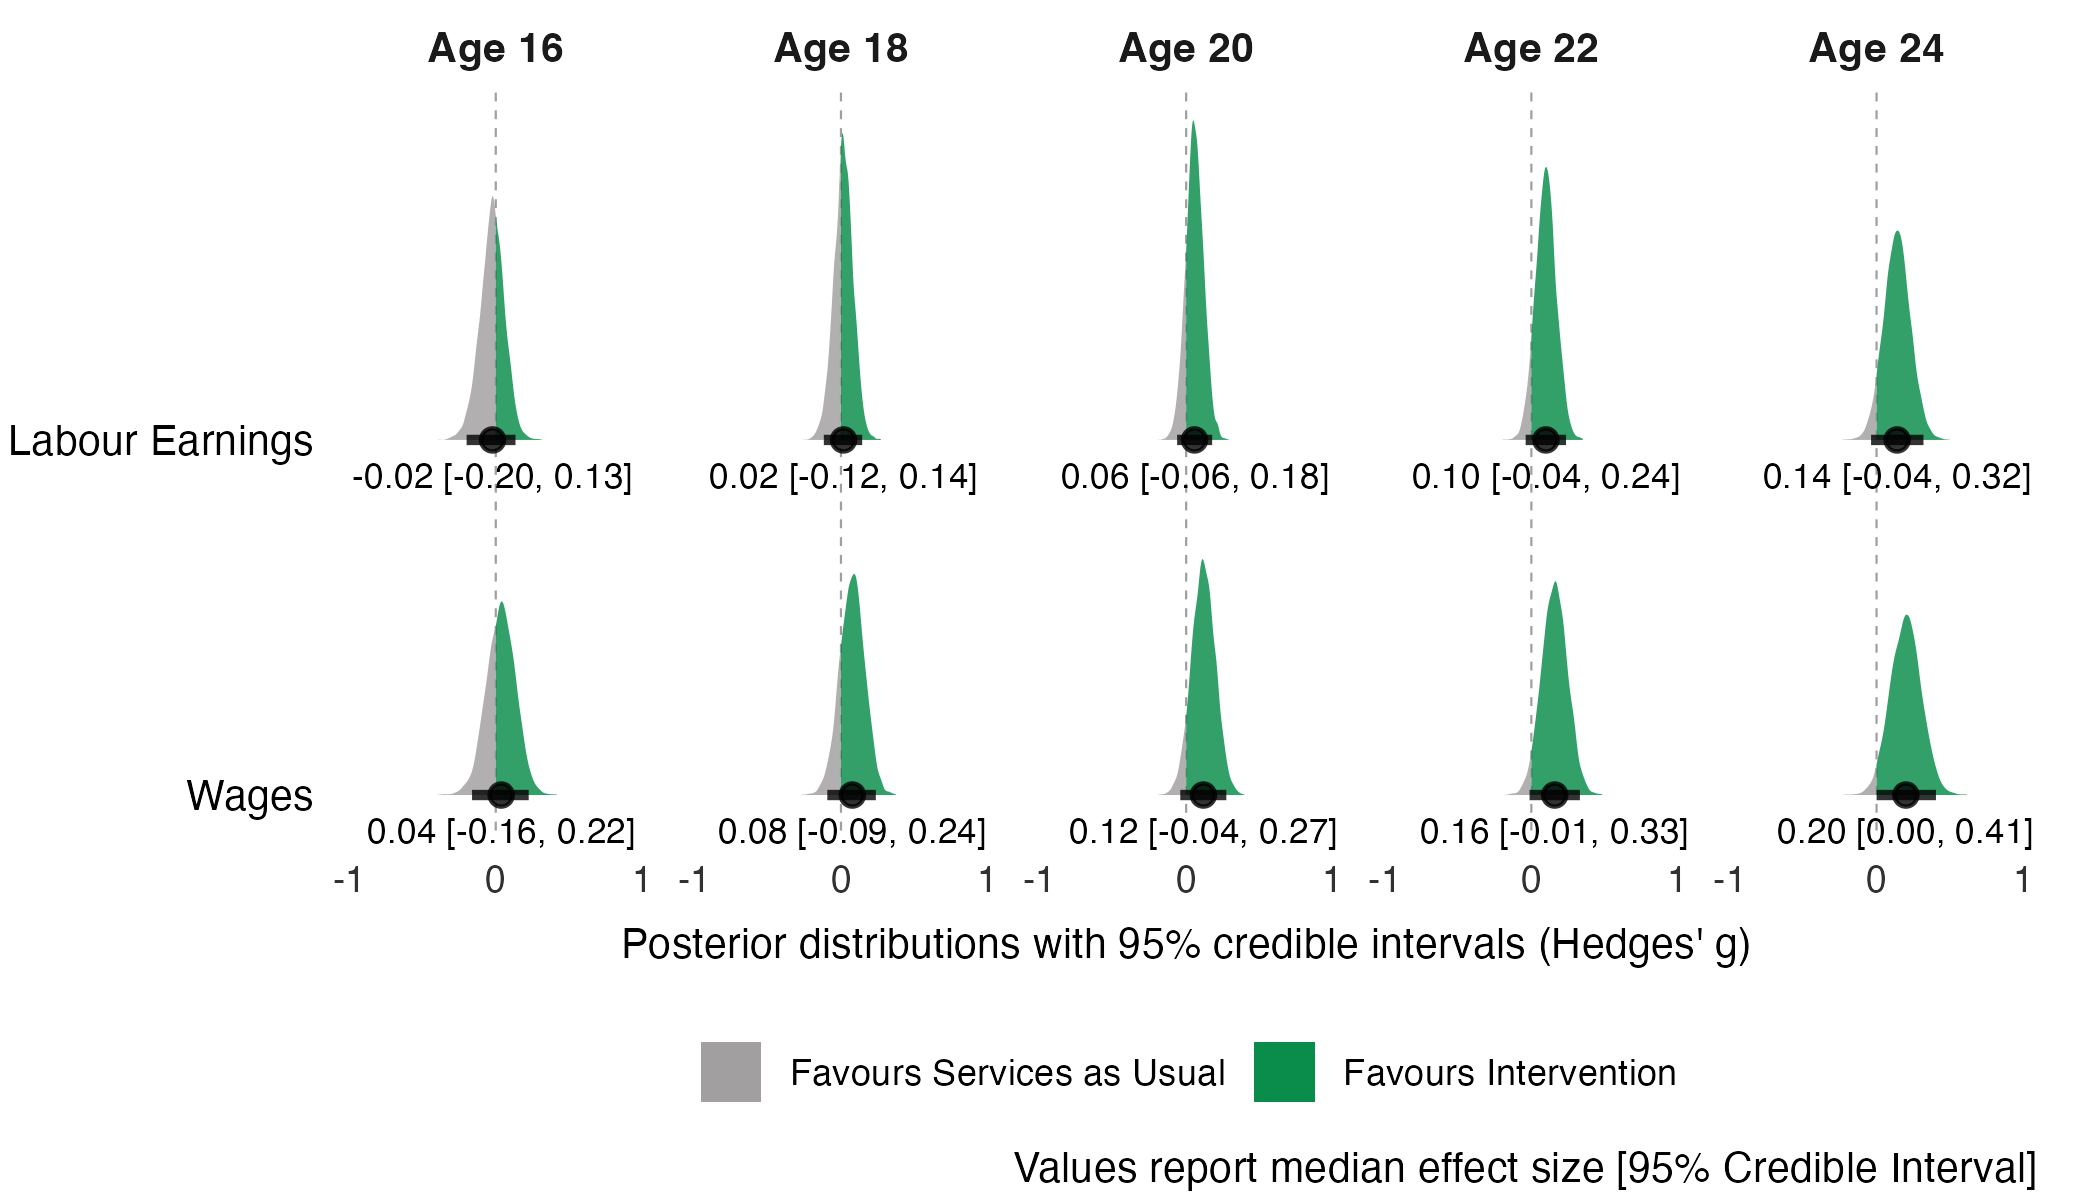 Age 16 Age 18 Age 20 Age 22 Age 24
Labour Earnings
-0.02 [-0.20, 0.13] 0.02 [-0.12, 0.14] 0.06 [-0.06, 0.18] 0.10 [-0.04, 0.24] 0.14 [-0.04, 0.32]
Wages
0.04 [-0.16, 0.22] 0.08 [-0.09, 0.24] 0.12 [-0.04, 0.27] 0.16 [-0.01, 0.33] 0.20 [0.00, 0.41]
-1 0 1 -1 0 1 -1 0 1 -1 0 1 -1 0 1
Posterior distributions with 95% credible intervals (Hedges' g)
Favours Services as Usual Favours Intervention
Values report median effect size [95% Credible Interval]